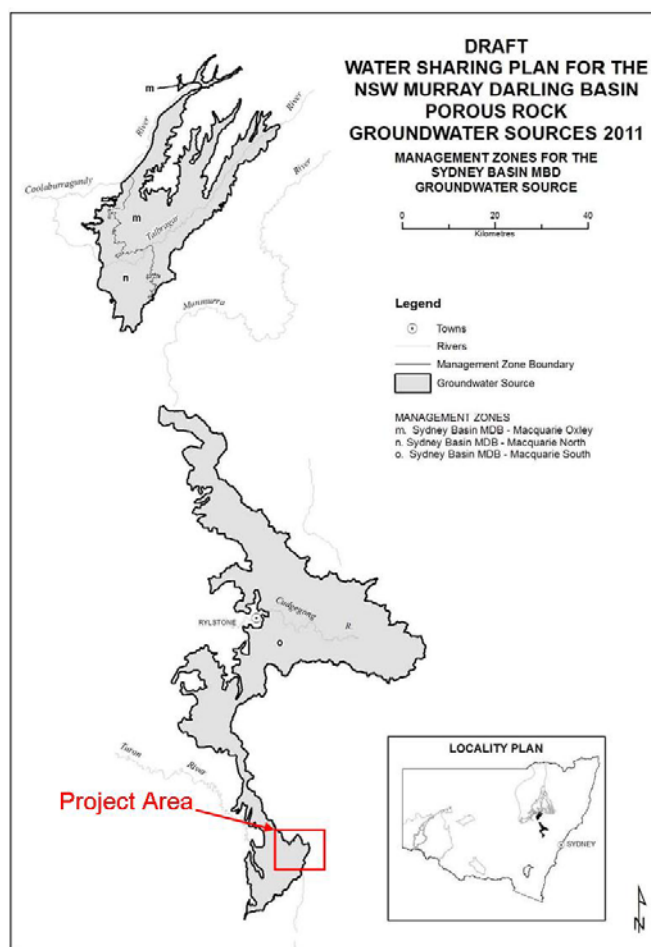 DRAFT
WATER SHARING PLAN FOR THE
NSW MURRAY DARLING BASIN
POROUS ROCK
GROUNDWATER SOURCES 2011
MANAGEMENT ZONES FOR THE
SYDNEY BASIN MBD
GROUNDWATER SOURCE
0 20 40
Kilometres
Legend
Towns
Rivers
Management Zone Boundary
Groundwater Source
MANAGEMENT ZONES
m. Sydney Basin MDB - Macquarie Oxley
n. Sydney Basin MDB - Macquarie North
o. Sydney Basin MDB - Macquarie South
m
River
River
River
Coolaburragundy
m
Talbragar
n
Munmurra
Cudgegong
R.
RYLSTONE
o
Turon
River
Project Area
LOCALITY PLAN
SYDNEY
N